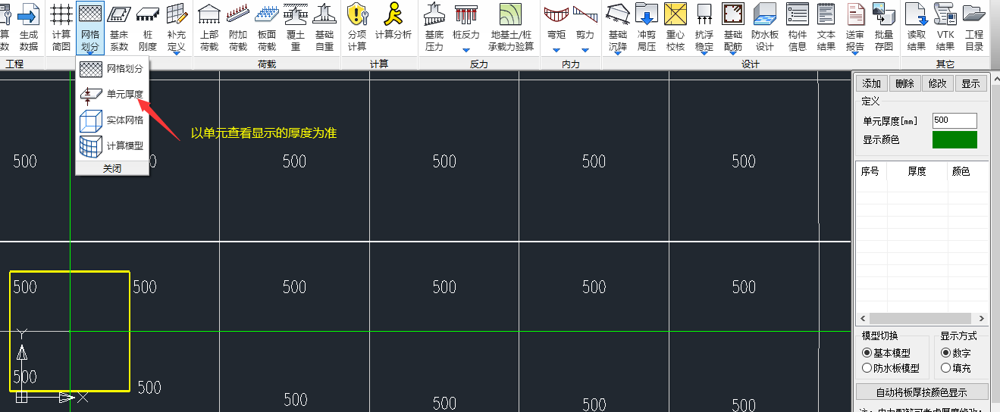 算 生成 计算 网格 基床 桩 补充 上部 附加 板面 覆土 基础 分项 计算分析 基底 桩反力 地基土/桩 弯矩 剪力 基础 冲剪 重心 抗浮 基础 防水板 构件 文本 送审 批量 读取 VTK 工程
数 数据 简图 划分 系数 刚度 定义 荷载 荷载 荷载 重 自重 计算 压力 承载力验算 沉降 局压 校核 稳定 配筋 设计 信息 结果 报告 存图 结果 结果 目录
工程 荷载 计算 反力 内力 设计 其它
网格划分
单元厚度
实体网格
计算模型
关闭
以单元查看显示的厚度为准
500 0 500 500 500 500
500 500 500 500 500 500
Y
500 500 500 500 500 500
X
添加 删除 修改 显示
定义
单元厚度[mm] 500
显示颜色
序号 厚度 颜色
模型切换 显示方式
基本模型 数字
防水板模型 填充
自动将板厚按颜色显示